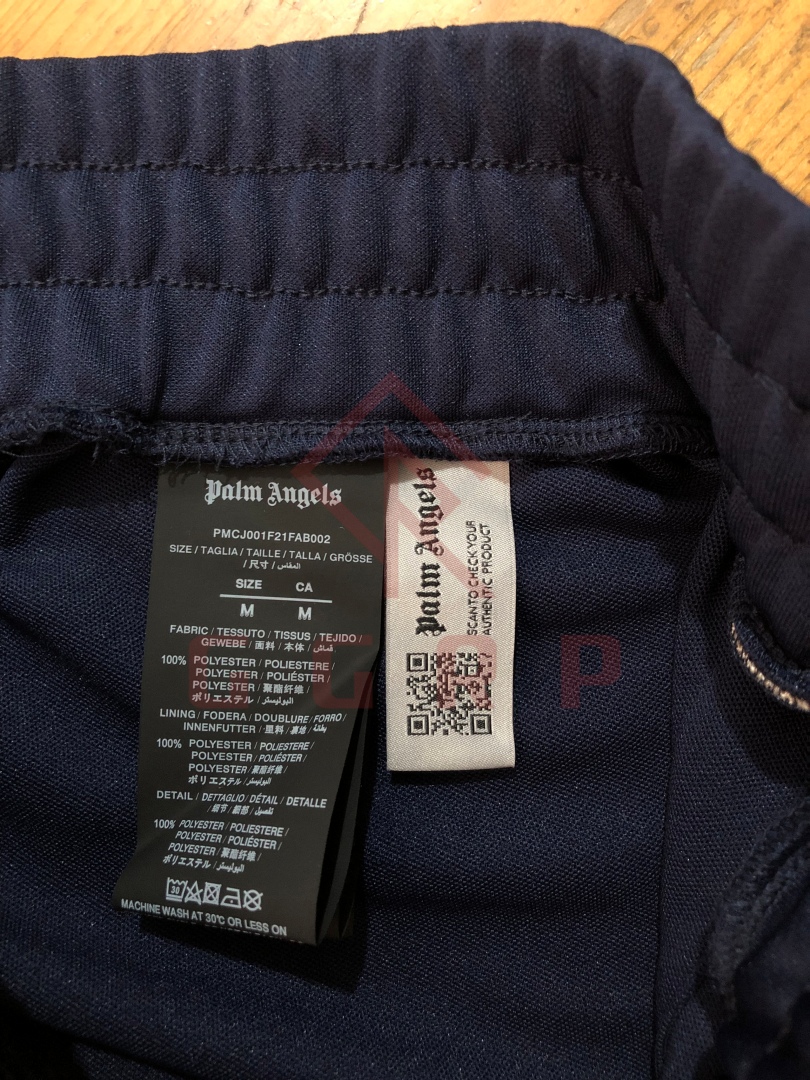 Palm Angels
PMCJ001F21FAB002
SIZE / TAGLIA / TAILLE / TALLA / GRÖSSE
/ 尺寸 / المقاس
SIZE CA
M M
FABRIC / TESSUTO / TISSUS / TEJIDO /
GEWEBE / 面料 / 本体 / قماش
100% POLYESTER / POLIESTERE /
POLYESTER / POLIÉSTER /
POLYESTER / 聚酯纤维 /
ポリエステル / البوليستر
LINING / FODERA / DOUBLURE / FORRO /
INNENFUTTER / 里料 / 裏地 / بطانة
100% POLYESTER / POLIESTERE /
POLYESTER / POLIÉSTER /
POLYESTER / 聚酯纤维 /
ポリエステル / البوليستر
DETAIL / DETTAGLIO / DÉTAIL / DETALLE
/ 细节 / 細部 / تفصيل
100% POLYESTER / POLIESTERE /
POLYESTER / POLIÉSTER /
POLYESTER / 聚酯纤维 /
ポリエステル / البوليستر
30
MACHINE WASH AT 30°C OR LESS ON
Palm Angels
SCAN TO CHECK YOUR
AUTHENTIC PRODUCT